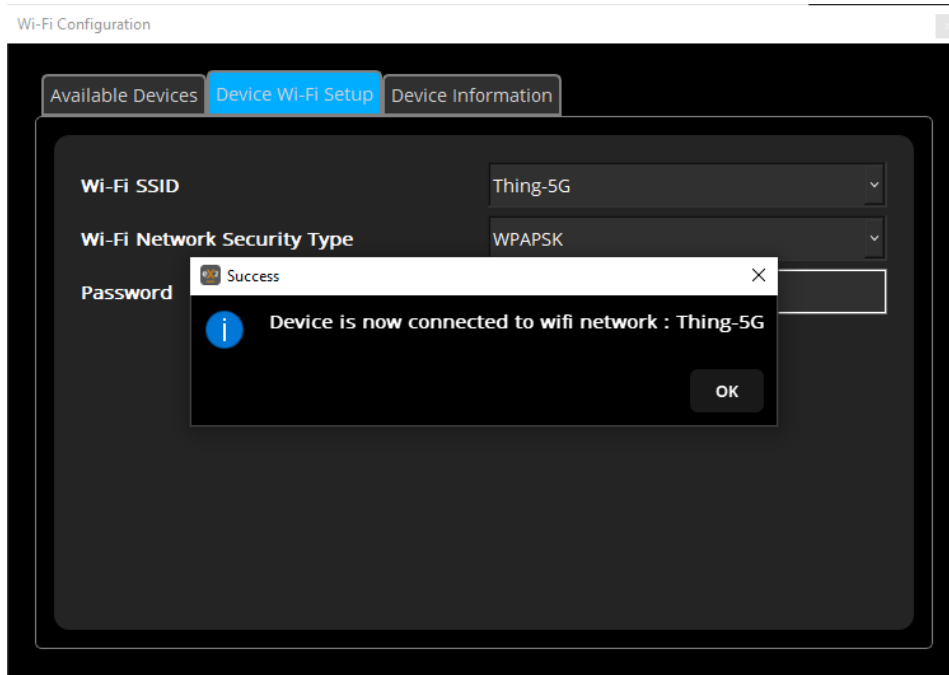 Wi-Fi Configuration
Available Devices Device Wi-Fi Setup Device Information
Wi-Fi SSID Thing-5G
Wi-Fi Network Security Type WPAPSK
Password
Success
Device is now connected to wifi network : Thing-5G
OK